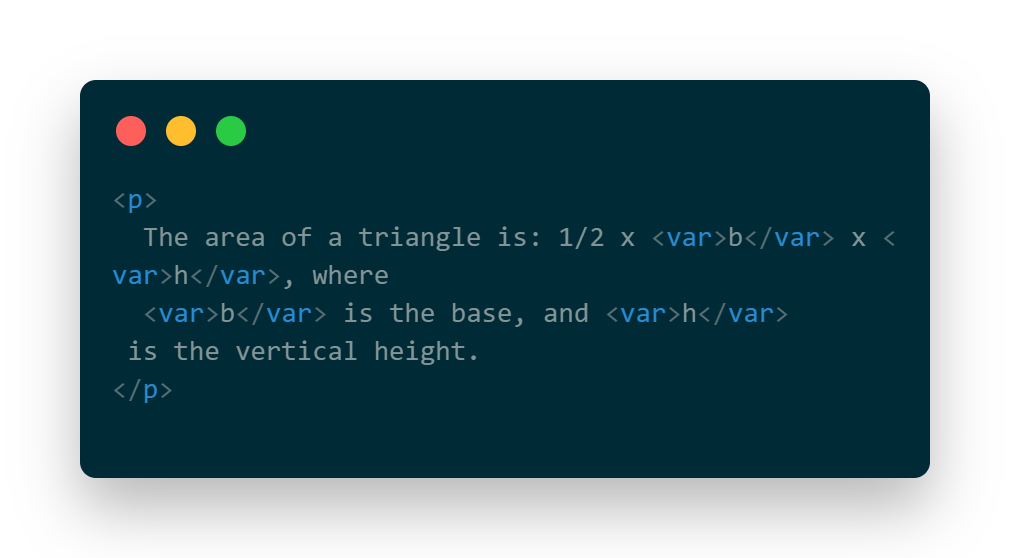 <p>
  The area of a triangle is: 1/2 x <var>b</var> x <
var>h</var>, where
  <var>b</var> is the base, and <var>h</var>
 is the vertical height.
</p>